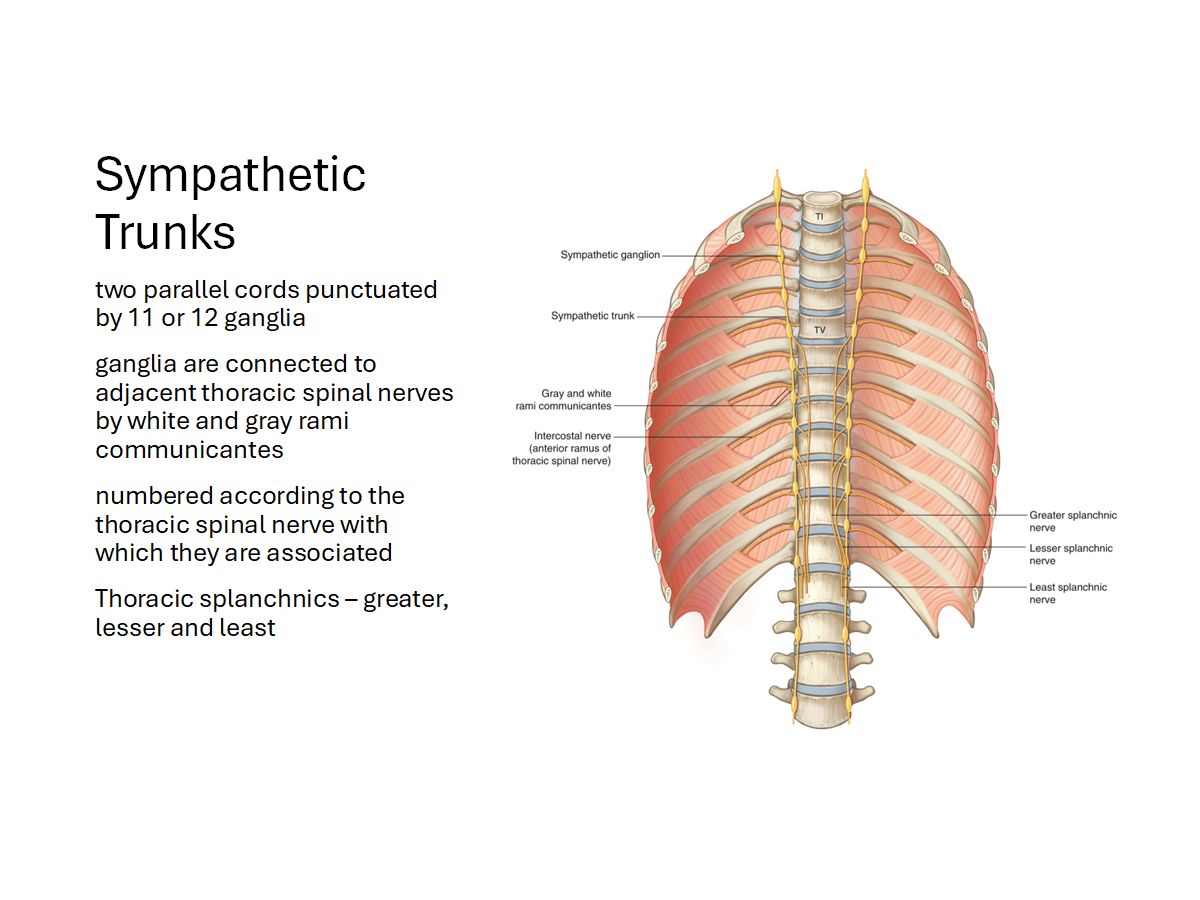 Sympathetic
Trunks
two parallel cords punctuated
by 11 or 12 ganglia
ganglia are connected to
adjacent thoracic spinal nerves
by white and gray rami
communicantes
numbered according to the
thoracic spinal nerve with
which they are associated
Thoracic splanchnics – greater,
lesser and least
TI
Sympathetic ganglion
Sympathetic trunk
TV
Gray and white
rami communicantes
Intercostal nerve
(anterior ramus of
thoracic spinal nerve)
Greater splanchnic
nerve
Lesser splanchnic
nerve
Least splanchnic
nerve